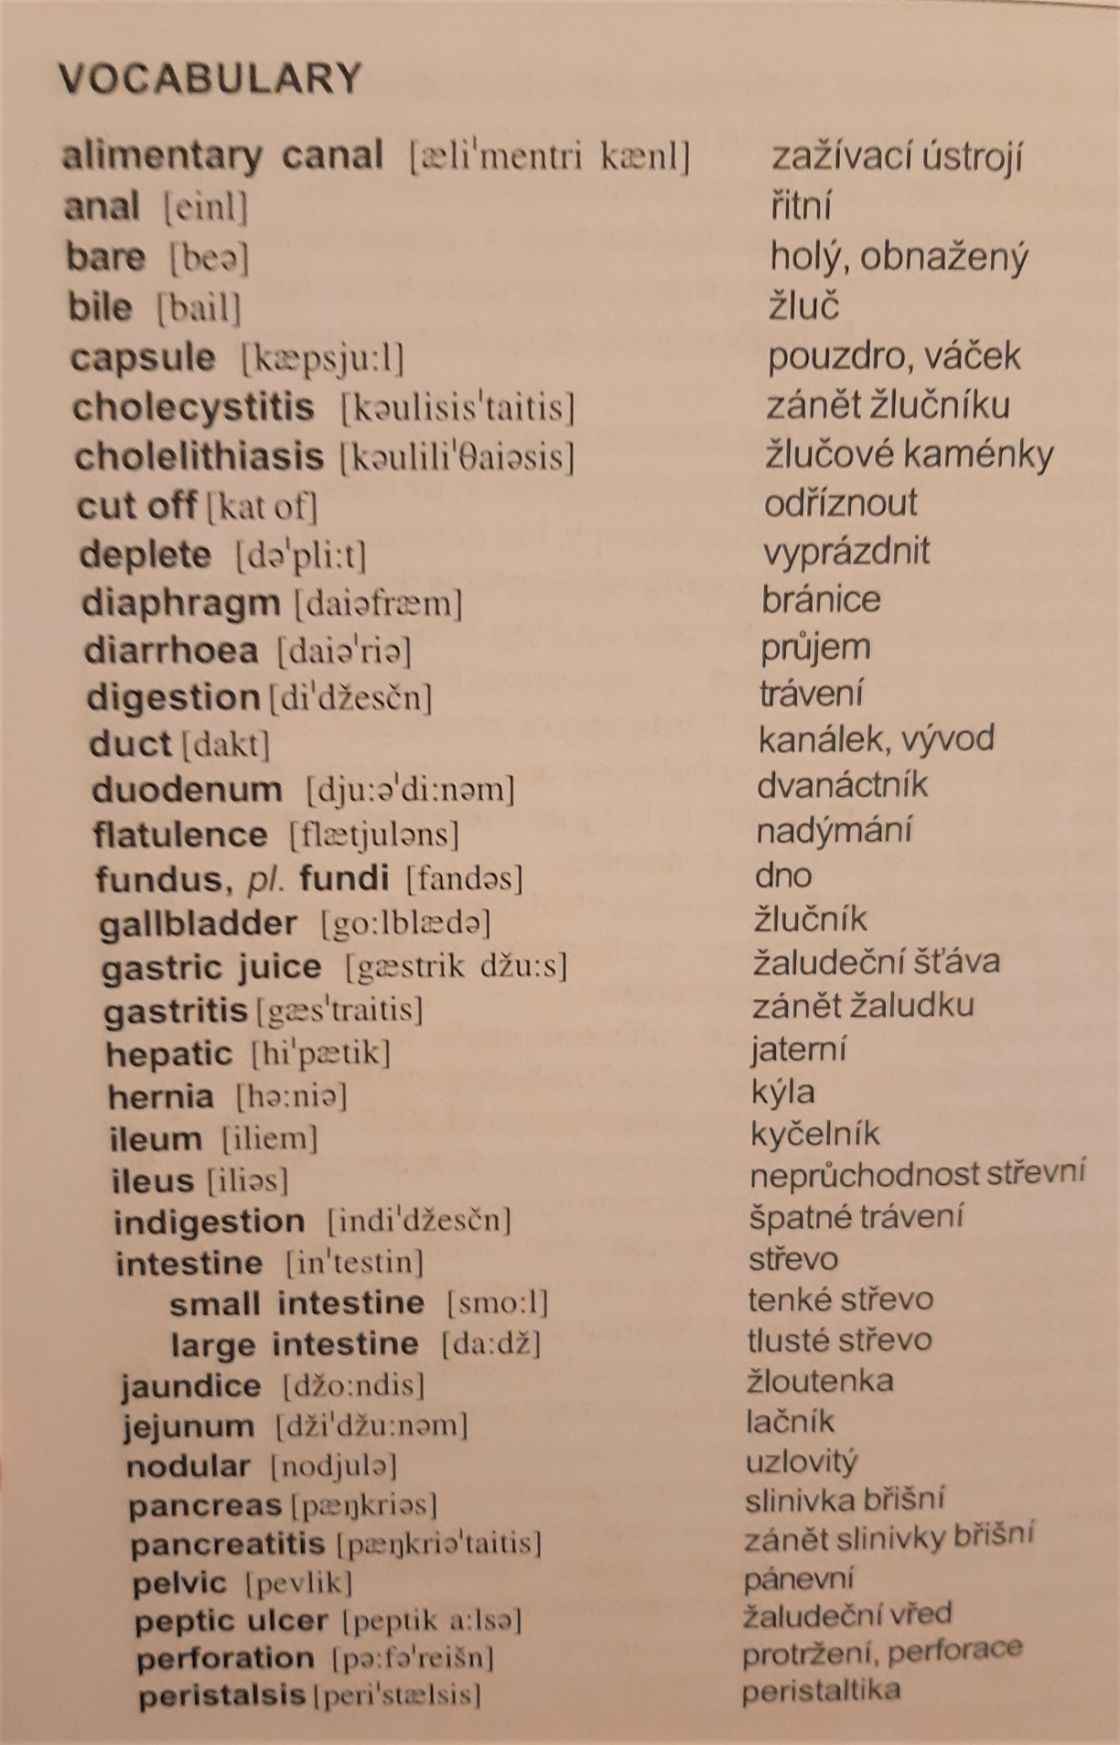 VOCABULARY
alimentary canal [æliˈmentri kænl] zažívací ústrojí
anal [einl] řitní
bare [beə] holý, obnažený
bile [bail] žluč
capsule [kæpsju:l] pouzdro, váček
cholecystitis [kəulisisˈtaitis] zánět žlučníku
cholelithiasis [kəuliliˈθaiəsis] žlučové kaménky
cut off [kat of] odříznout
deplete [dəˈpli:t] vyprázdnit
diaphragm [daiəfræm] bránice
diarrhoea [daiəˈriə] průjem
digestion [diˈdžesčn] trávení
duct [dakt] kanálek, vývod
duodenum [dju:əˈdi:nəm] dvanáctník
flatulence [flætjuləns] nadýmání
fundus, pl. fundi [fandəs] dno
gallbladder [go:lblædə] žlučník
gastric juice [gæstrik džu:s] žaludeční šťáva
gastritis [gæsˈtraitis] zánět žaludku
hepatic [hiˈpætik] jaterní
hernia [hə:niə] kýla
ileum [iliem] kyčelník
ileus [iliəs] neprůchodnost střevní
indigestion [indiˈdžesčn] špatné trávení
intestine [inˈtestin] střevo
small intestine [smo:l] tenké střevo
large intestine [da:dž] tlusté střevo
jaundice [džo:ndis] žloutenka
jejunum [džiˈdžu:nəm] lačník
nodular [nodjulə] uzlovitý
pancreas [pæŋkriəs] slinivka břišní
pancreatitis [pæŋkriəˈtaitis] zánět slinivky břišní
pelvic [pevlik] pánevní
peptic ulcer [peptik a:lsə] žaludeční vřed
perforation [pə:fəˈreišn] protržení, perforace
peristalsis [periˈstælsis] peristaltika